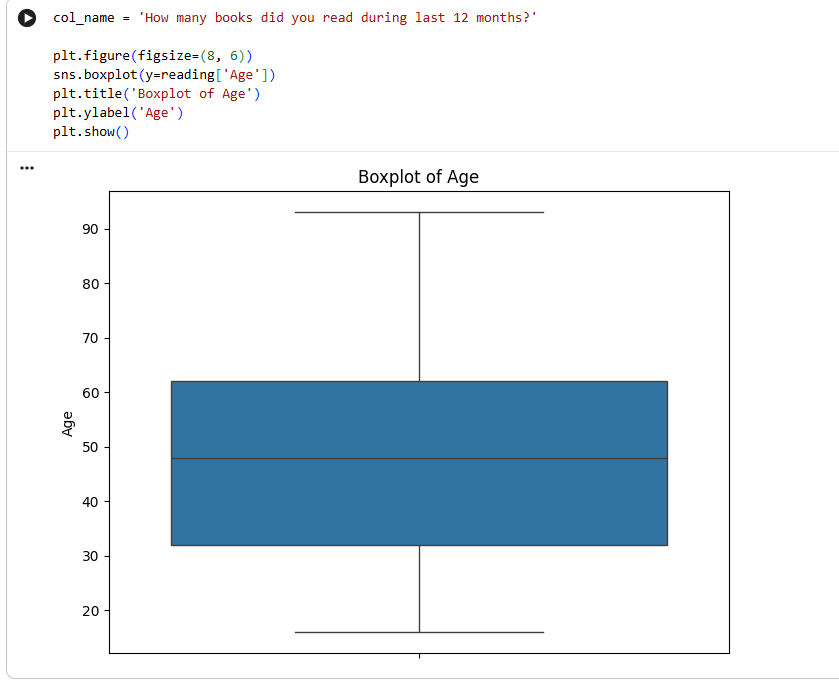 col_name = 'How many books did you read during last 12 months?'
plt.figure(figsize=(8, 6))
sns.boxplot(y=reading['Age'])
plt.title('Boxplot of Age')
plt.ylabel('Age')
plt.show()
Boxplot of Age
90
80
70
60
50
40
30
20
Age